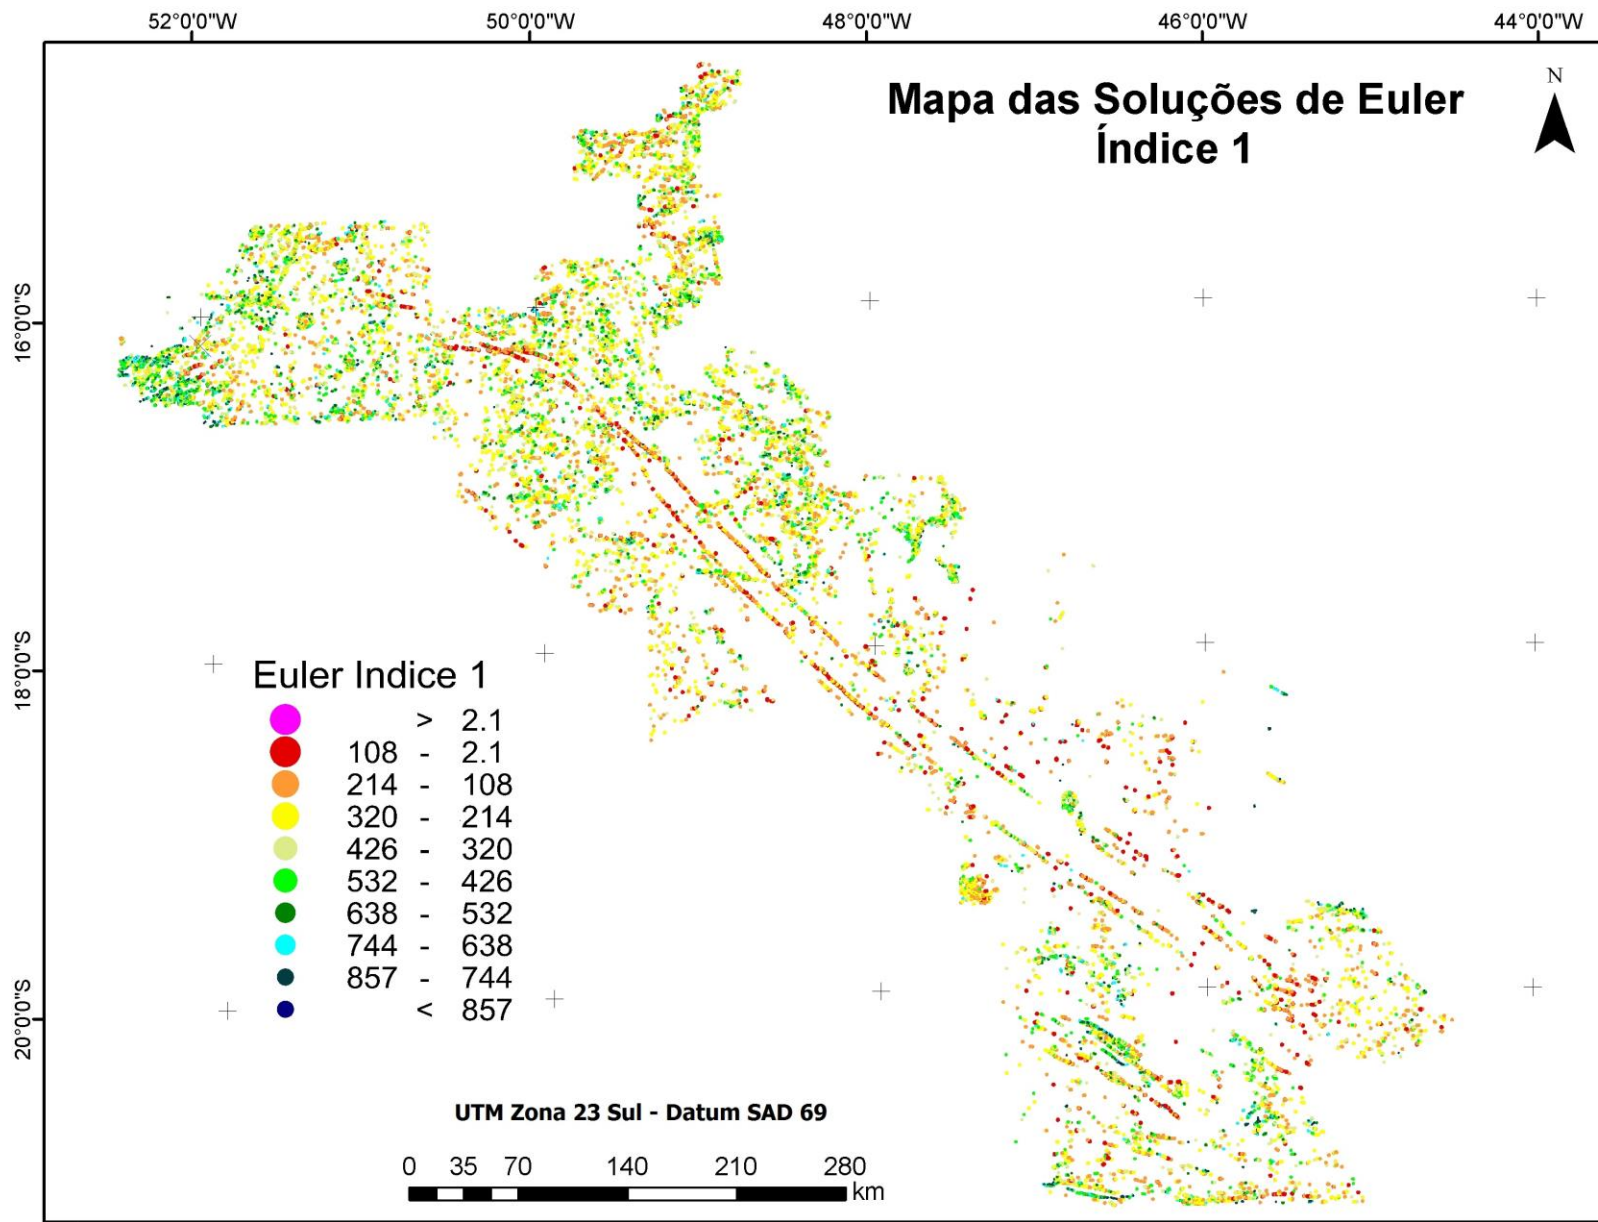 52°0'0"W 50°0'0"W 48°0'0"W 46°0'0"W 44°0'0"W
Mapa das Soluções de Euler
Índice 1
N
16°0'0"S
18°0'0"S
20°0'0"S
Euler Indice 1
> 2.1
108 - 2.1
214 - 108
320 - 214
426 - 320
532 - 426
638 - 532
744 - 638
857 - 744
< 857
UTM Zona 23 Sul - Datum SAD 69
0 35 70 140 210 280
km